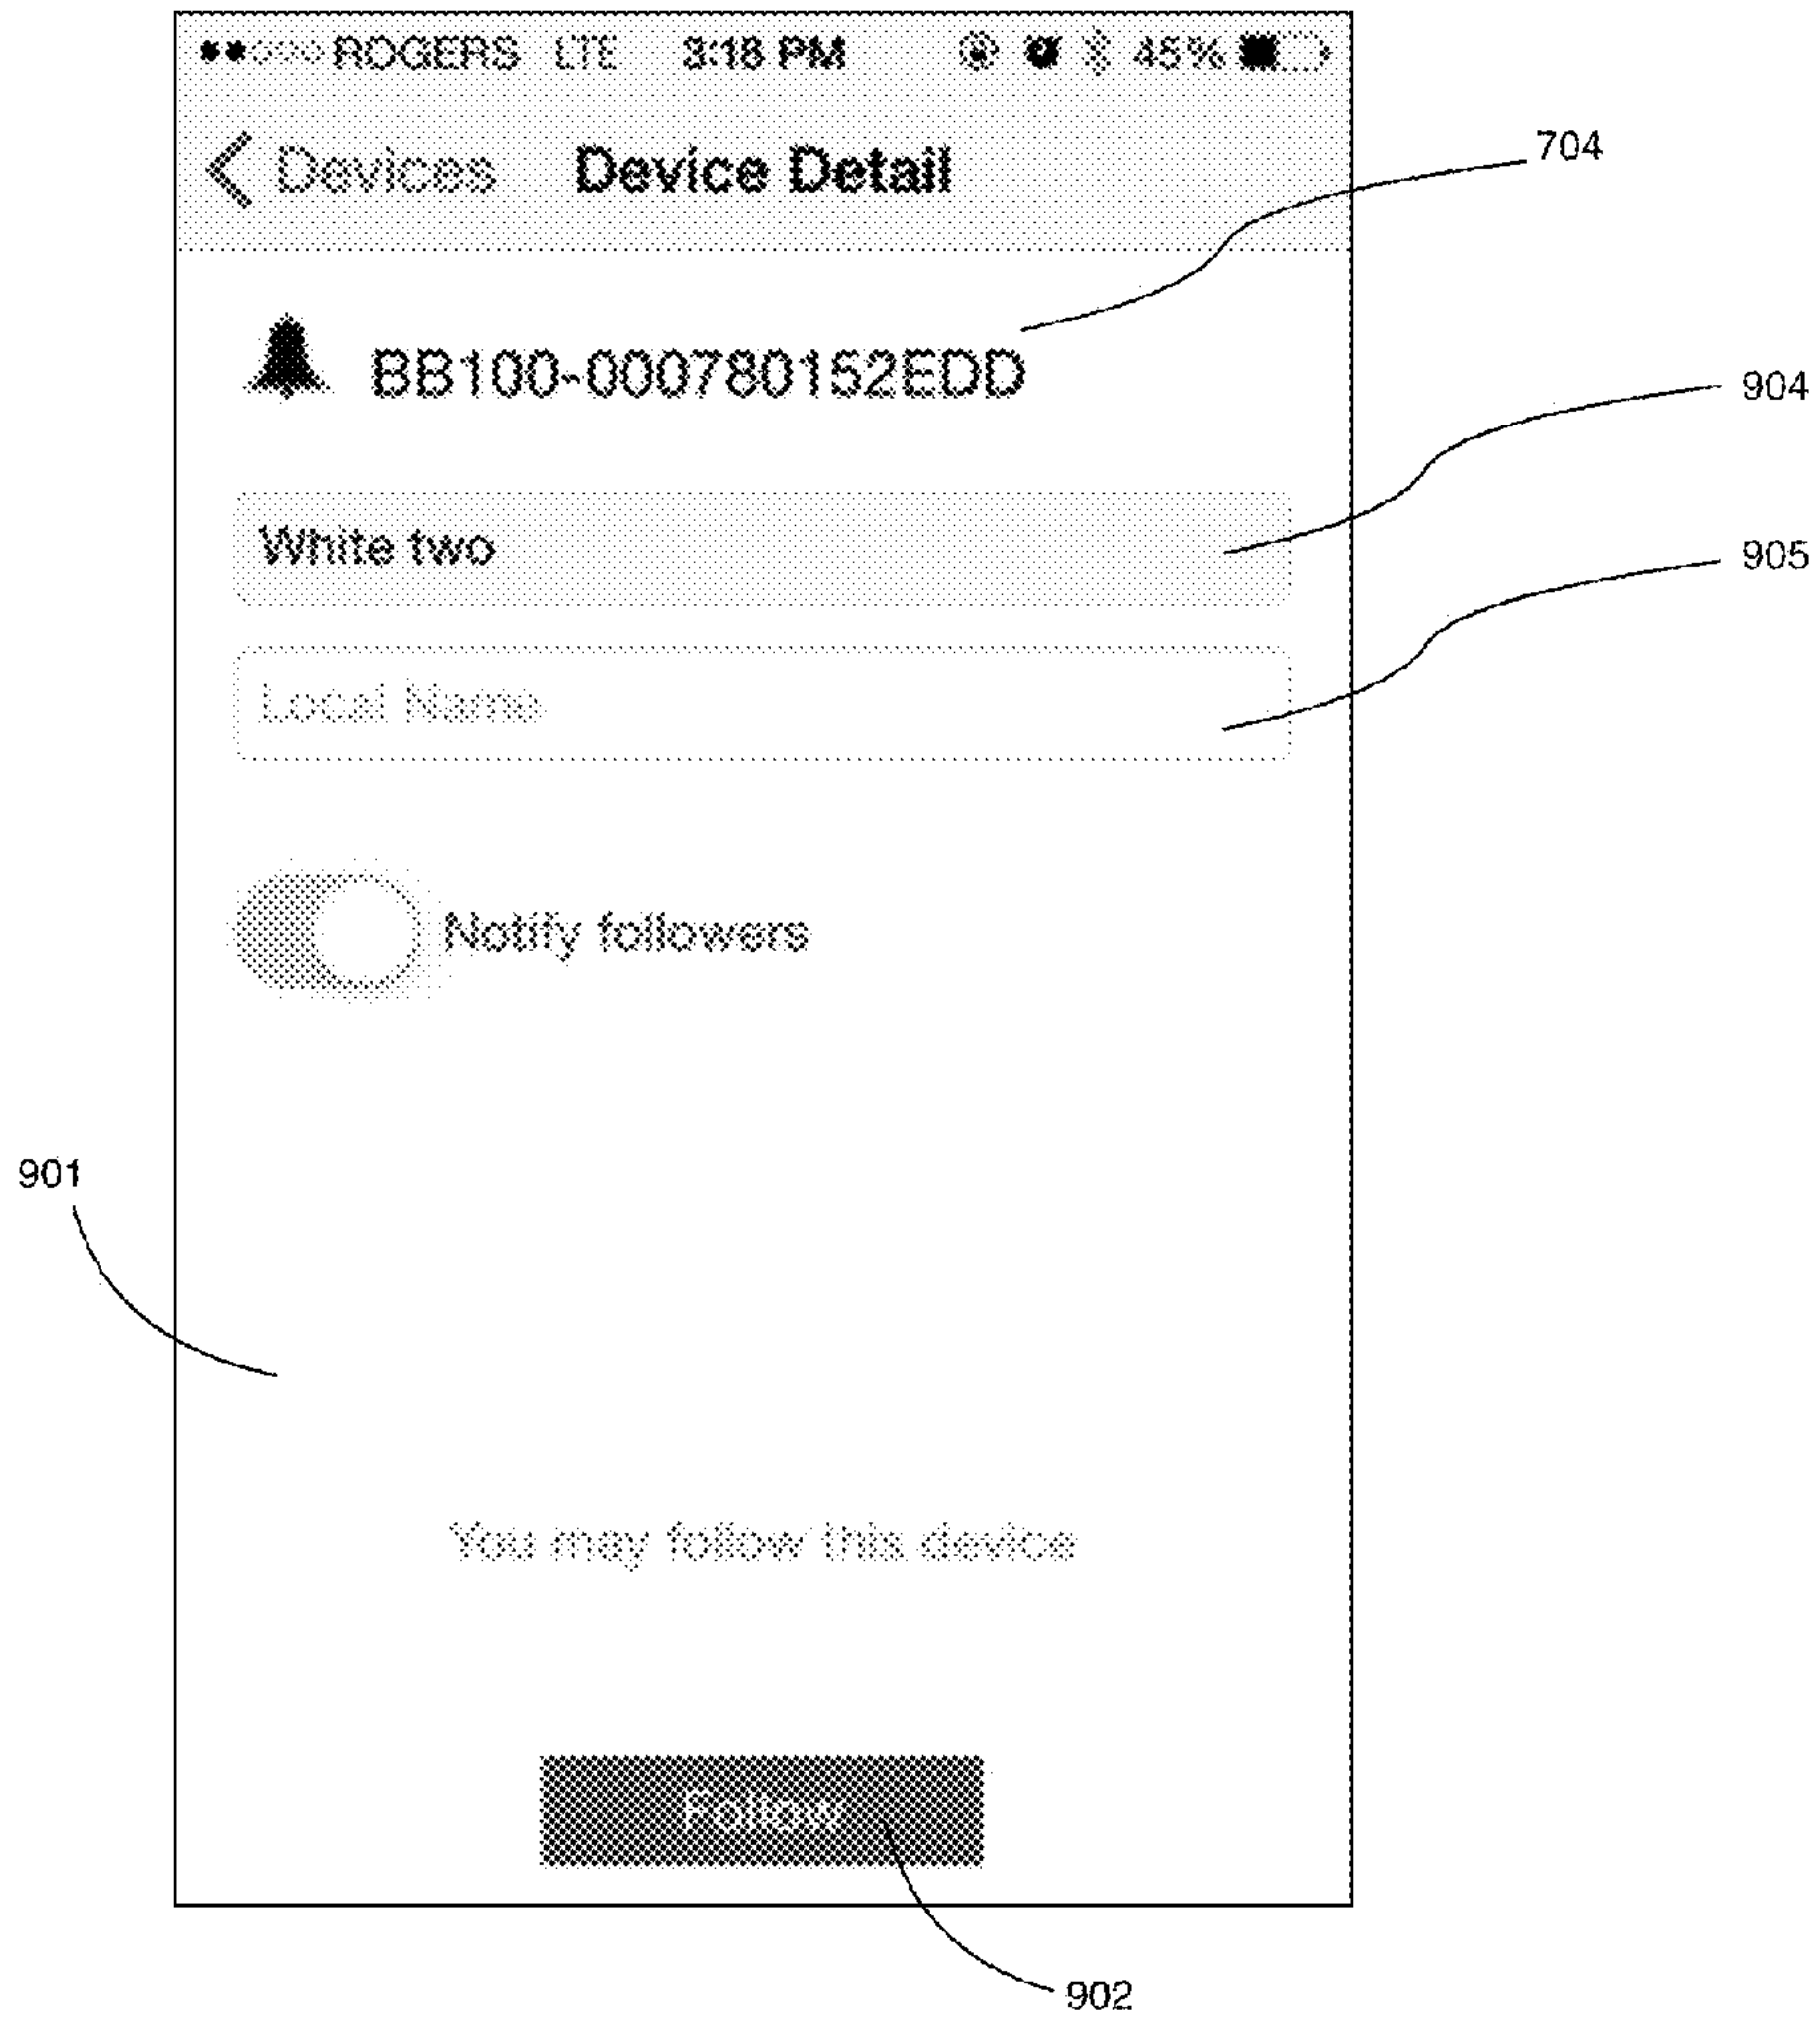 ROGERS LTE 3:18 PM 45%
Devices Device Detail
704
BB100-000780152EDD
904
White two
905
Local Name
Notify followers
901
You may follow this device
Follow
902